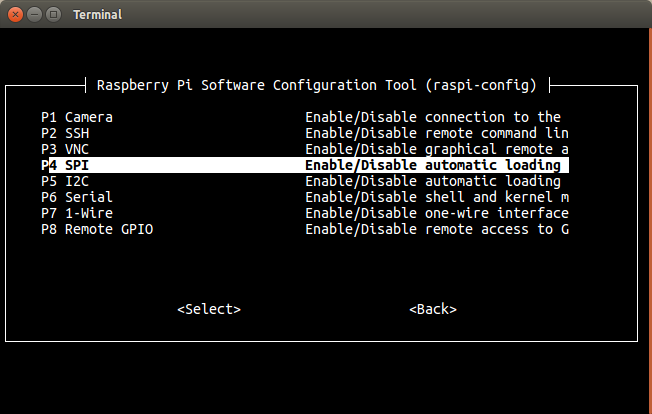 Terminal
Raspberry Pi Software Configuration Tool (raspi-config)
P1 Camera Enable/Disable connection to the
P2 SSH Enable/Disable remote command lin
P3 VNC Enable/Disable graphical remote a
P4 SPI Enable/Disable automatic loading
P5 I2C Enable/Disable automatic loading
P6 Serial Enable/Disable shell and kernel m
P7 1-Wire Enable/Disable one-wire interface
P8 Remote GPIO Enable/Disable remote access to G
<Select> <Back>